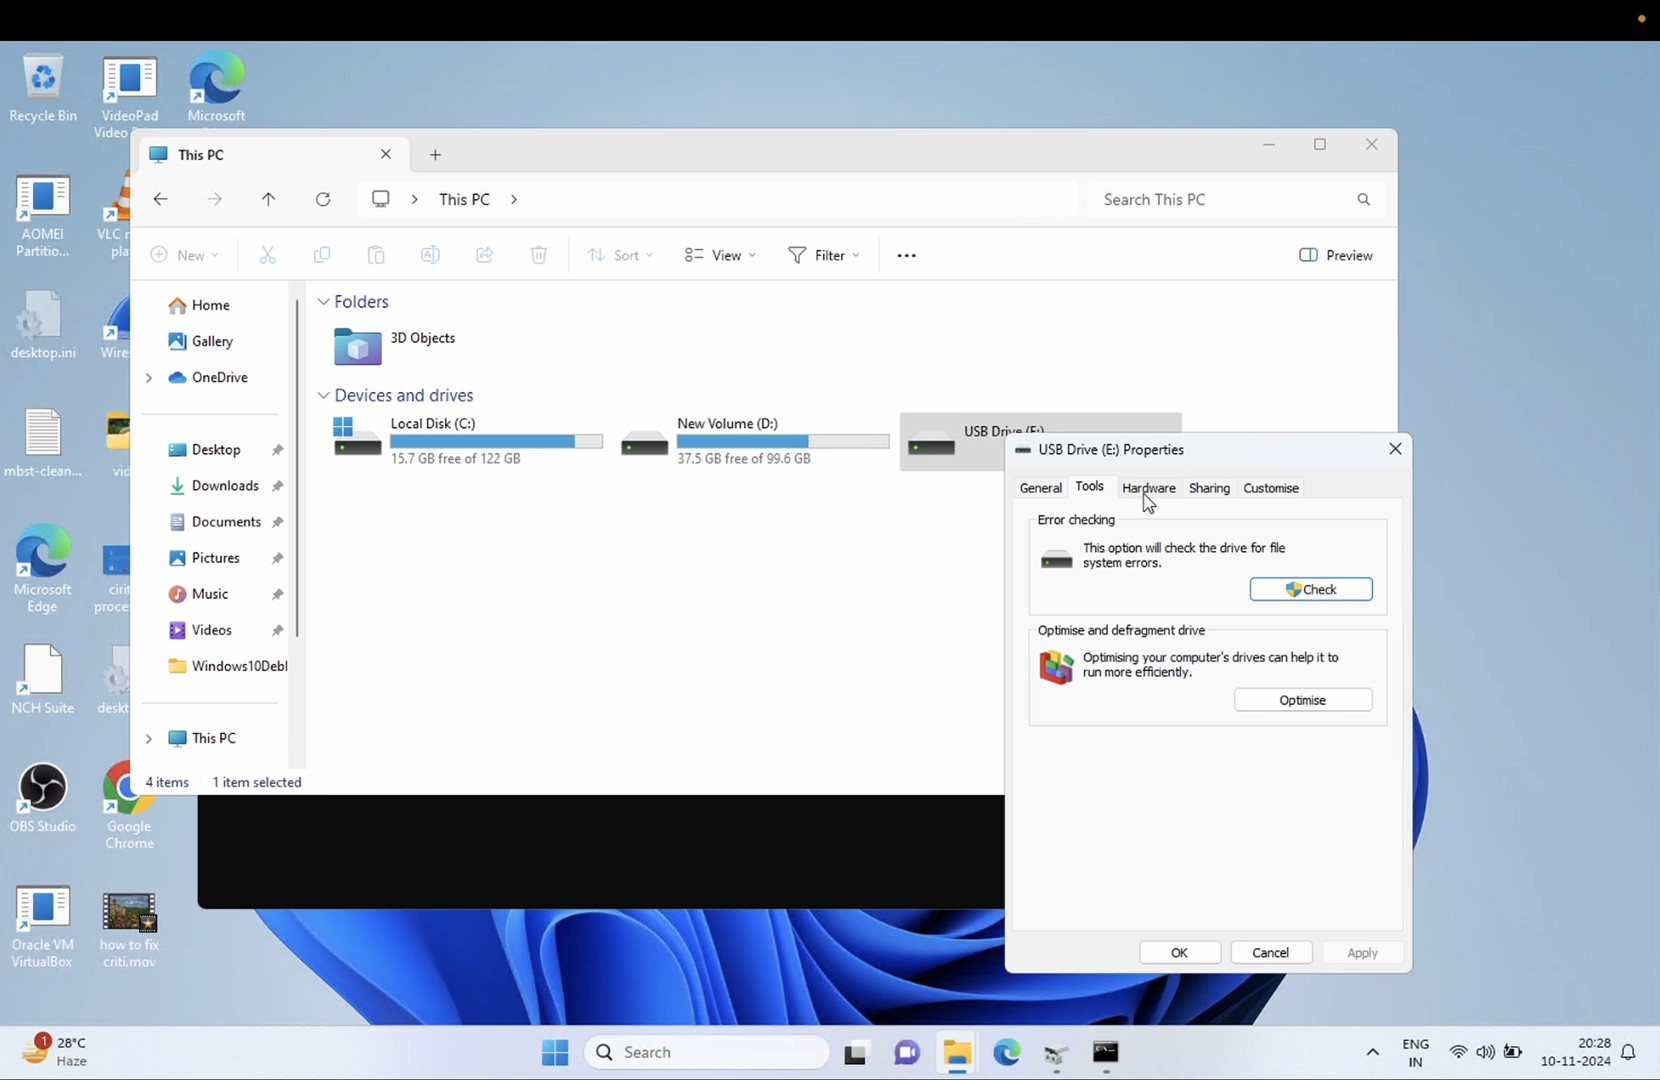 Recycle Bin
VideoPad
Video
Microsoft
AOMEI
Partitio...
VLC
desktop.ini
mbst-clean...
Microsoft
Edge
NCH Suite
OBS Studio
Google
Chrome
Oracle VM
VirtualBox
how to fix
criti.mov
This PC
This PC
Search This PC
New
Sort
View
Filter
Preview
Home
Gallery
OneDrive
Desktop
Downloads
Documents
Pictures
Music
Videos
Windows10Debl
This PC
Folders
3D Objects
Devices and drives
Local Disk (C:)
15.7 GB free of 122 GB
New Volume (D:)
37.5 GB free of 99.6 GB
USB Drive (E:)
4 items 1 item selected
USB Drive (E:) Properties
General Tools Hardware Sharing Customise
Error checking
This option will check the drive for file
system errors.
Check
Optimise and defragment drive
Optimising your computer's drives can help it to
run more efficiently.
Optimise
OK Cancel Apply
1
28°C
Haze
Search
ENG
IN
20:28
10-11-2024